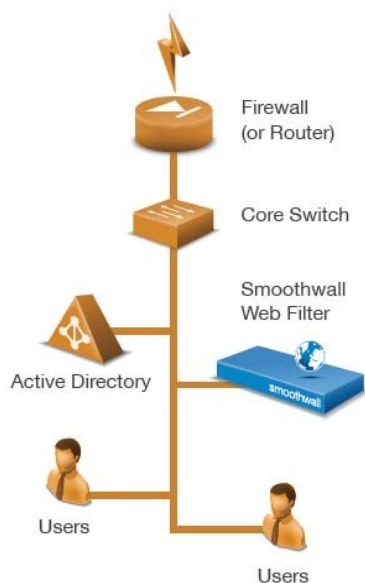 Firewall
(or Router)
Core Switch
Smoothwall
Web Filter
Active Directory
smoothwall
Users
Users